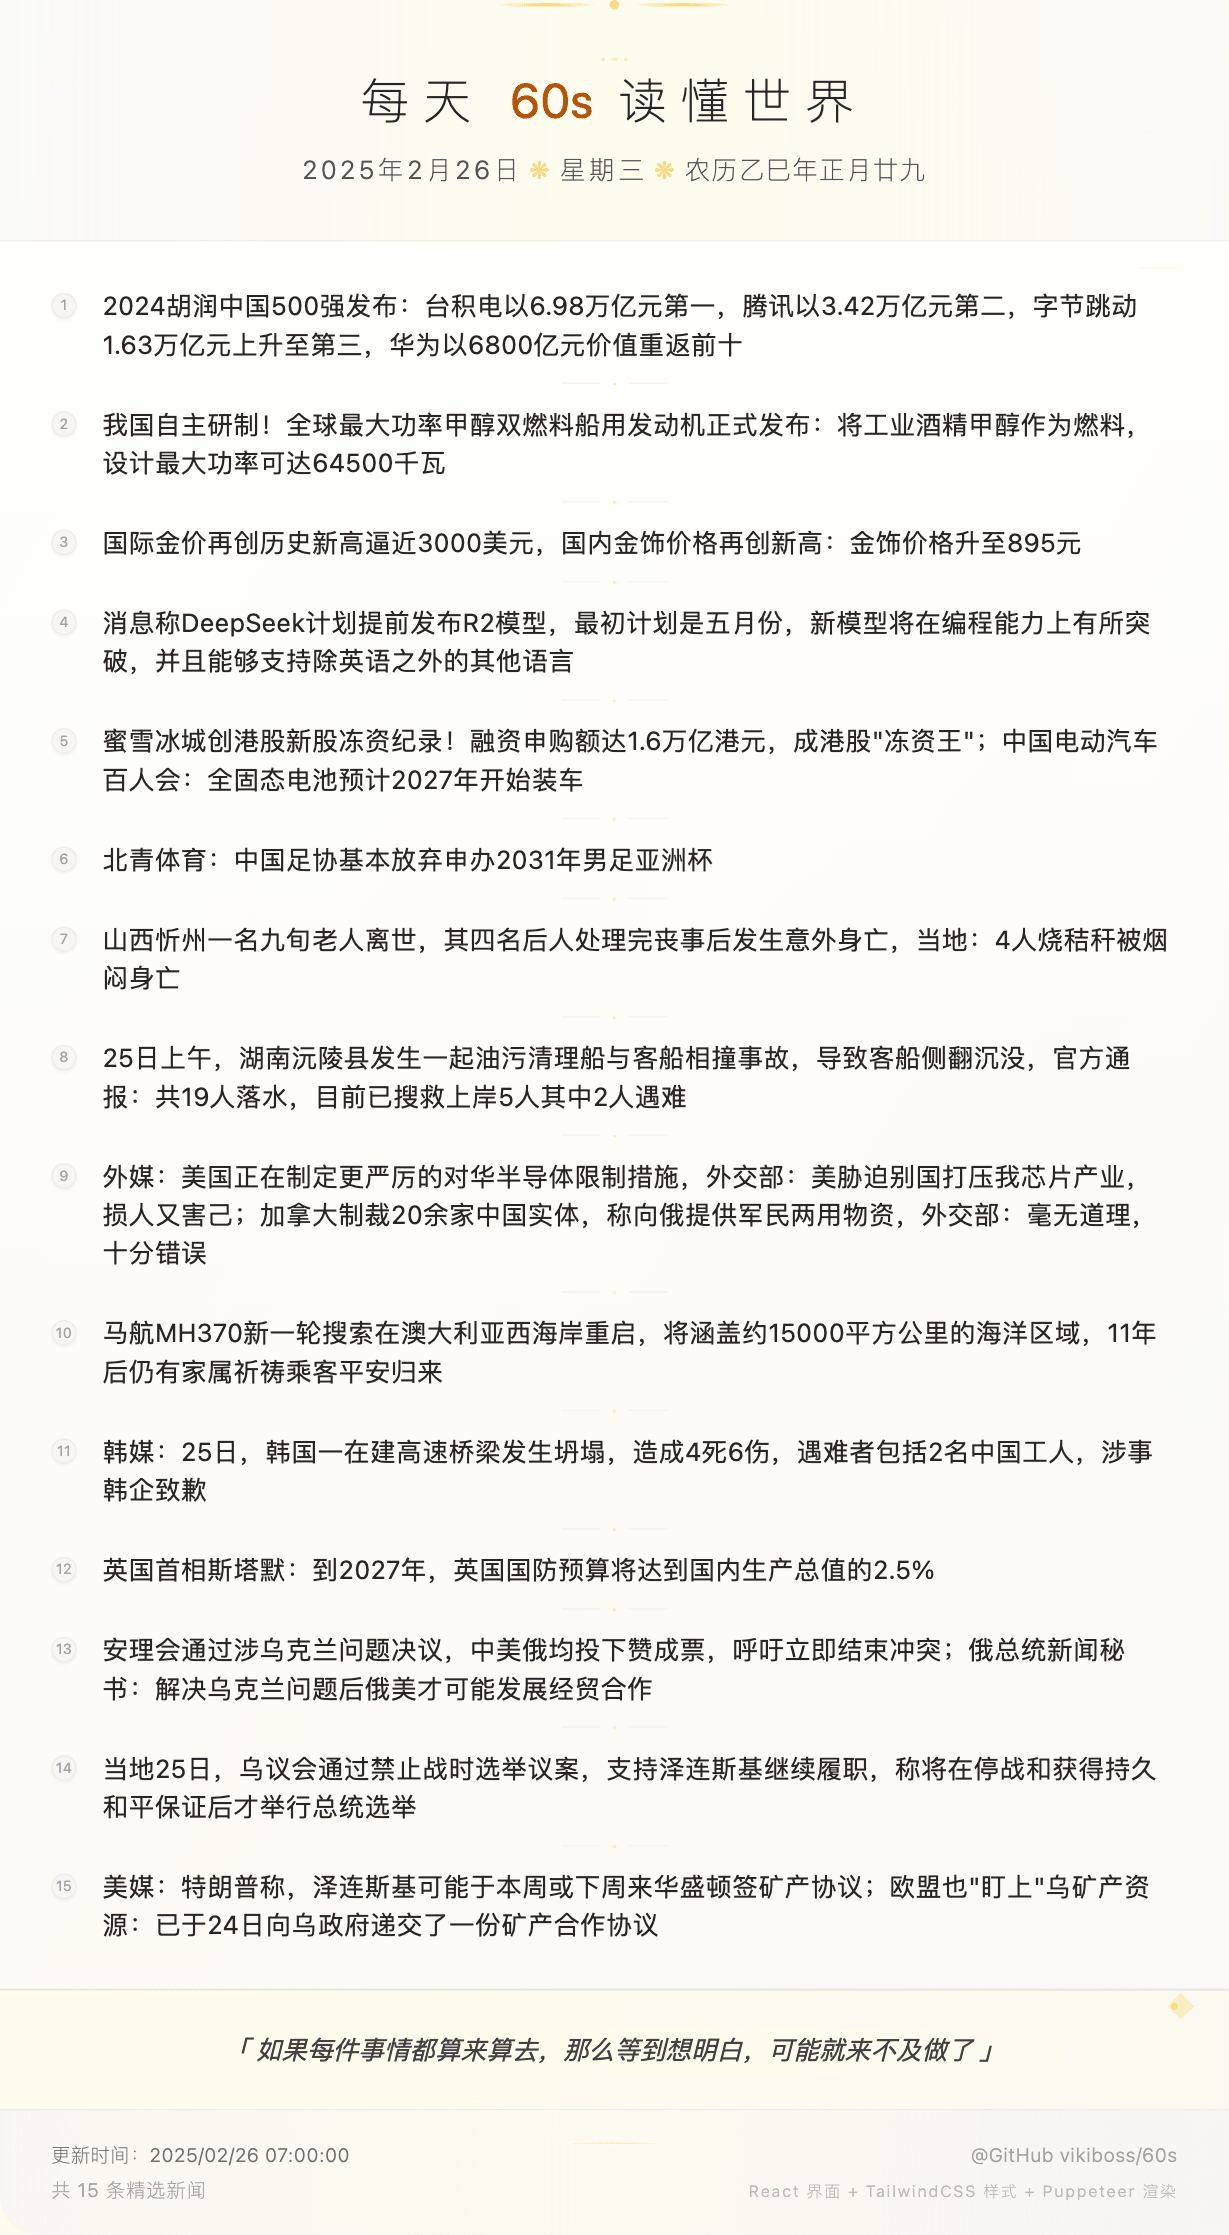 每天 60s 读懂世界
2025年2月26日 ❋ 星期三 ❋ 农历乙巳年正月廿九
1 2024胡润中国500强发布：台积电以6.98万亿元第一，腾讯以3.42万亿元第二，字节跳动
1.63万亿元上升至第三，华为以6800亿元价值重返前十
2 我国自主研制！全球最大功率甲醇双燃料船用发动机正式发布：将工业酒精甲醇作为燃料，
设计最大功率可达64500千瓦
3 国际金价再创历史新高逼近3000美元，国内金饰价格再创新高：金饰价格升至895元
4 消息称DeepSeek计划提前发布R2模型，最初计划是五月份，新模型将在编程能力上有所突
破，并且能够支持除英语之外的其他语言
5 蜜雪冰城创港股新股冻资纪录！融资申购额达1.6万亿港元，成港股"冻资王"；中国电动汽车
百人会：全固态电池预计2027年开始装车
6 北青体育：中国足协基本放弃申办2031年男足亚洲杯
7 山西忻州一名九旬老人离世，其四名后人处理完丧事后发生意外身亡，当地：4人烧秸秆被烟
闷身亡
8 25日上午，湖南沅陵县发生一起油污清理船与客船相撞事故，导致客船侧翻沉没，官方通
报：共19人落水，目前已搜救上岸5人其中2人遇难
9 外媒：美国正在制定更严厉的对华半导体限制措施，外交部：美胁迫别国打压我芯片产业，
损人又害己；加拿大制裁20余家中国实体，称向俄提供军民两用物资，外交部：毫无道理，
十分错误
10 马航MH370新一轮搜索在澳大利亚西海岸重启，将涵盖约15000平方公里的海洋区域，11年
后仍有家属祈祷乘客平安归来
11 韩媒：25日，韩国一在建高速桥梁发生坍塌，造成4死6伤，遇难者包括2名中国工人，涉事
韩企致歉
12 英国首相斯塔默：到2027年，英国国防预算将达到国内生产总值的2.5%
13 安理会通过涉乌克兰问题决议，中美俄均投下赞成票，呼吁立即结束冲突；俄总统新闻秘
书：解决乌克兰问题后俄美才可能发展经贸合作
14 当地25日，乌议会通过禁止战时选举议案，支持泽连斯基继续履职，称将在停战和获得持久
和平保证后才举行总统选举
15 美媒：特朗普称，泽连斯基可能于本周或下周来华盛顿签矿产协议；欧盟也"盯上"乌矿产资
源：已于24日向乌政府递交了一份矿产合作协议
「 如果每件事情都算来算去，那么等到想明白，可能就来不及做了 」
更新时间：2025/02/26 07:00:00
@GitHub vikiboss/60s
共 15 条精选新闻
React 界面 + TailwindCSS 样式 + Puppeteer 渲染